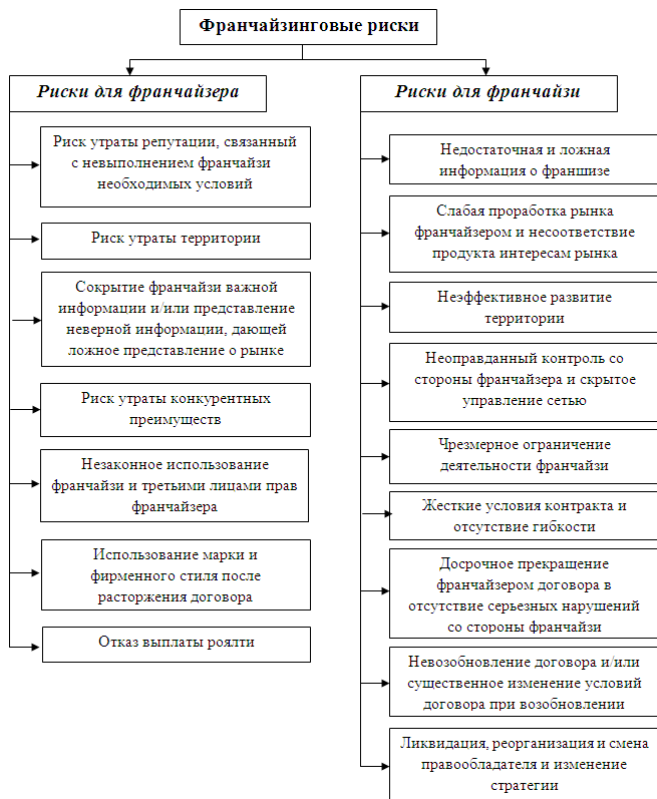 Франчайзинговые риски
Риски для франчайзера
Риск утраты репутации, связанный
с невыполнением франчайзи
необходимых условий
Риск утраты территории
Сокрытие франчайзи важной
информации и/или представление
неверной информации, дающей
ложное представление о рынке
Риск утраты конкурентных
преимуществ
Незаконное использование
франчайзи и третьими лицами прав
франчайзера
Использование марки и
фирменного стиля после
расторжения договора
Отказ выплаты роялти
Риски для франчайзи
Недостаточная и ложная
информация о франшизе
Слабая проработка рынка
франчайзером и несоответствие
продукта интересам рынка
Неэффективное развитие
территории
Неоправданный контроль со
стороны франчайзера и скрытое
управление сетью
Чрезмерное ограничение
деятельности франчайзи
Жесткие условия контракта и
отсутствие гибкости
Досрочное прекращение
франчайзером договора в
отсутствие серьезных нарушений
со стороны франчайзи
Невозобновление договора и/или
существенное изменение условий
договора при возобновлении
Ликвидация, реорганизация и смена
правообладателя и изменение
стратегии